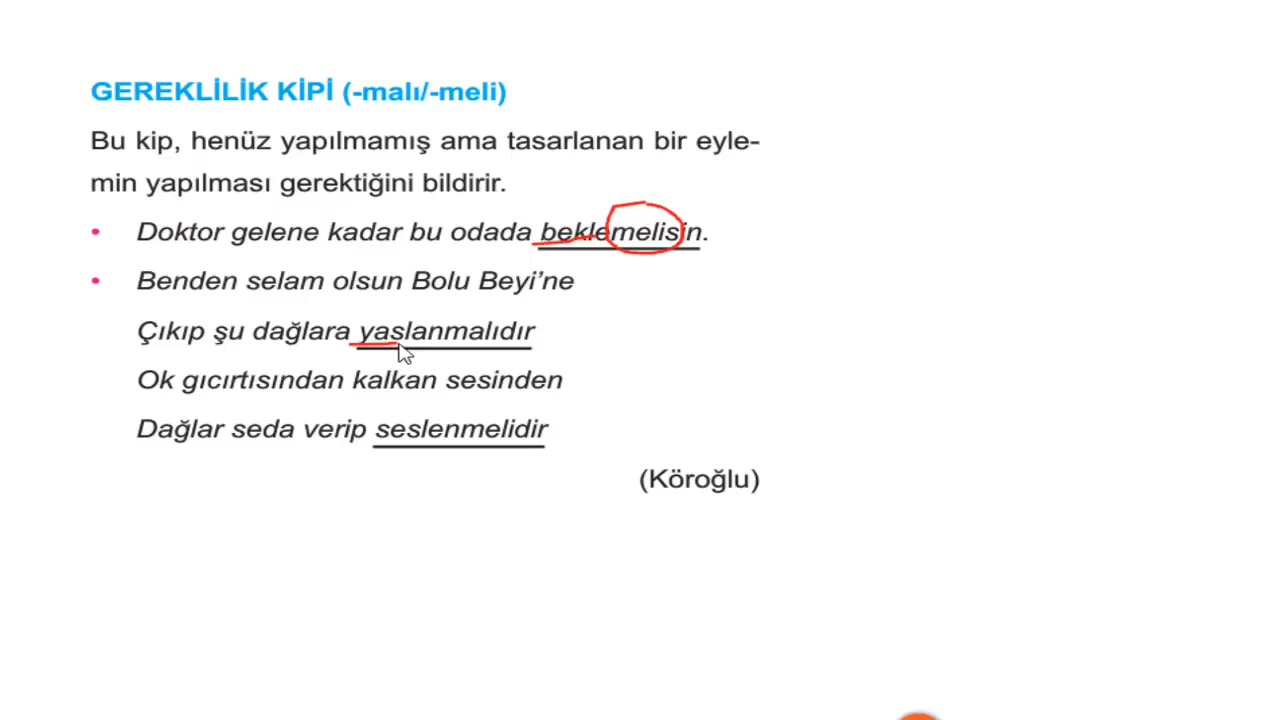 GEREKLİLİK KİPİ (-malı/-meli)
Bu kip, henüz yapılmamış ama tasarlanan bir eyle-
min yapılması gerektiğini bildirir.
• Doktor gelene kadar bu odada beklemelisin.
• Benden selam olsun Bolu Beyi’ne
Çıkıp şu dağlara yaslanmalıdır
Ok gıcırtısından kalkan sesinden
Dağlar seda verip seslenmelidir
(Köroğlu)